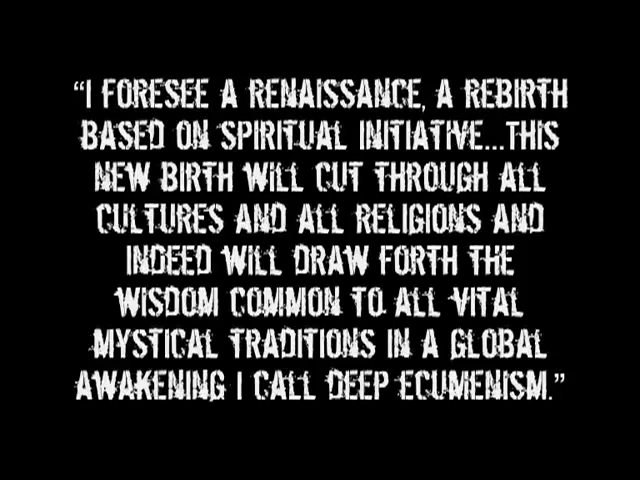 “I FORESEE A RENAISSANCE, A REBIRTH
BASED ON SPIRITUAL INITIATIVE...THIS
NEW BIRTH WILL CUT THROUGH ALL
CULTURES AND ALL RELIGIONS AND
INDEED WILL DRAW FORTH THE
WISDOM COMMON TO ALL VITAL
MYSTICAL TRADITIONS IN A GLOBAL
AWAKENING I CALL DEEP ECUMENISM.”